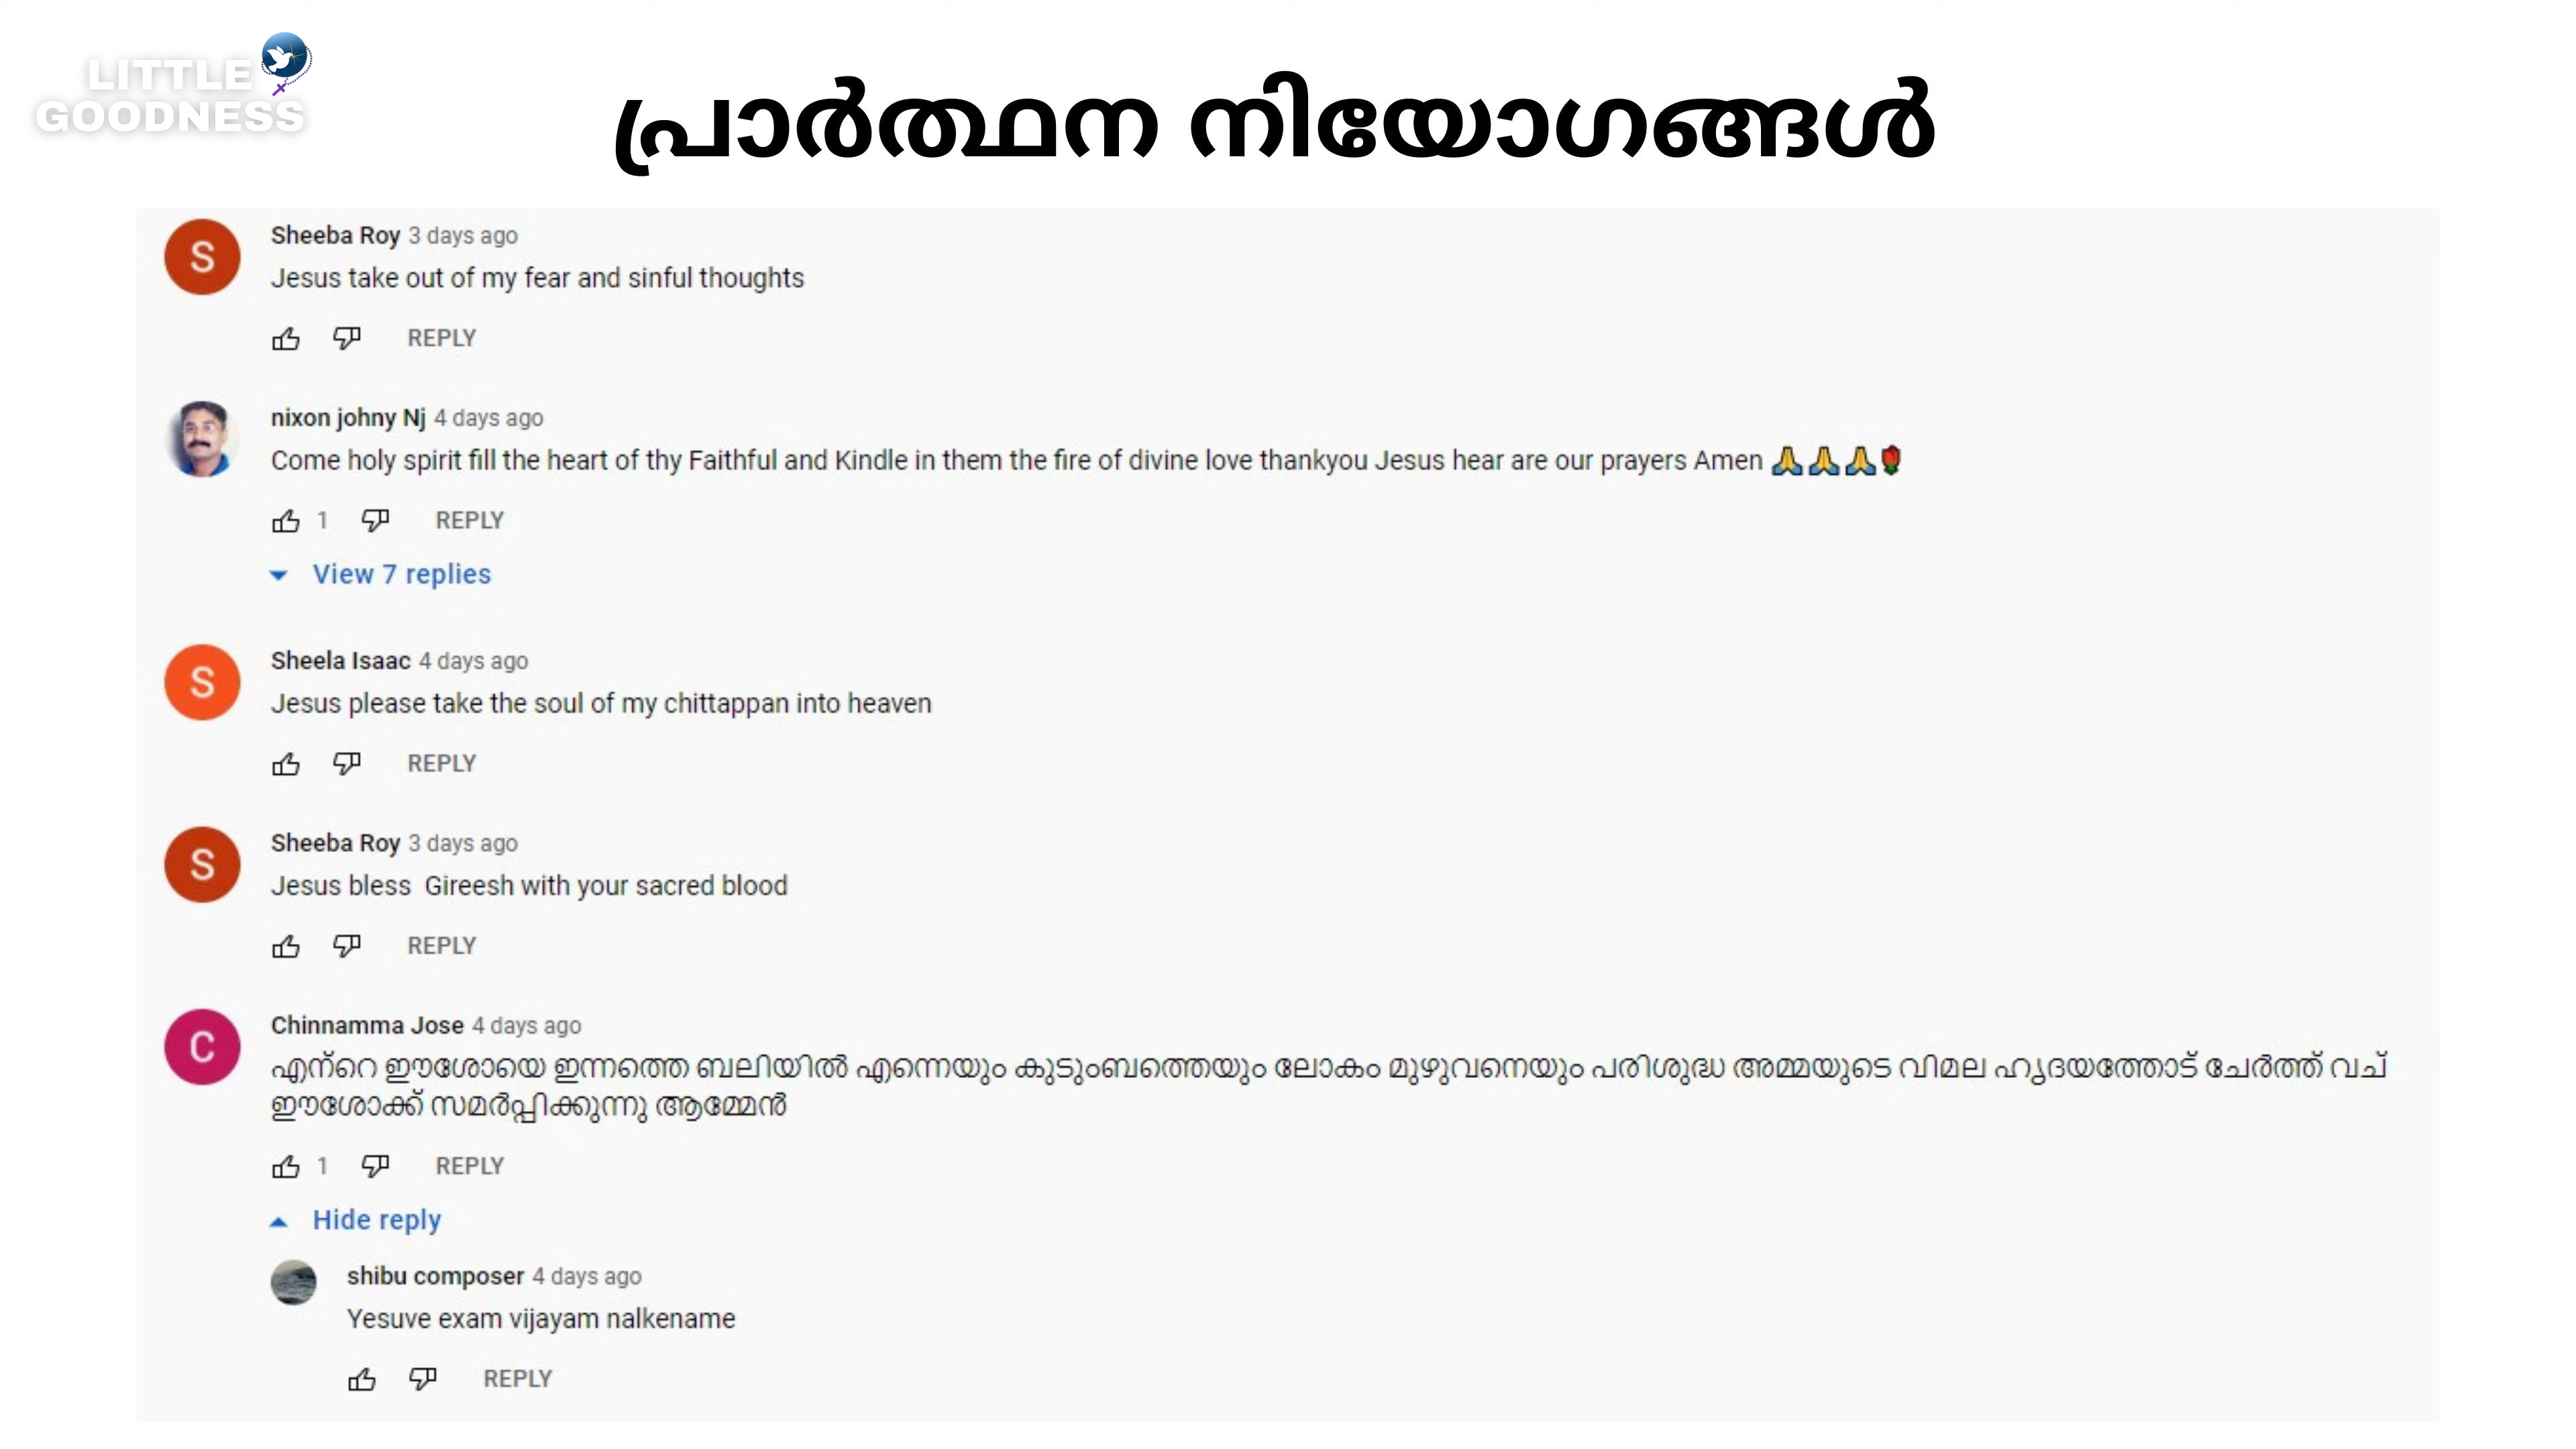 LITTLE
GOODNESS
പ്രാർത്ഥന നിയോഗങ്ങൾ
S
Sheeba Roy 3 days ago
Jesus take out of my fear and sinful thoughts
REPLY
nixon johny Nj 4 days ago
Come holy spirit fill the heart of thy Faithful and Kindle in them the fire of divine love thankyou Jesus hear are our prayers Amen 🙏🙏🙏🌹
1 REPLY
View 7 replies
S
Sheela Isaac 4 days ago
Jesus please take the soul of my chittappan into heaven
REPLY
S
Sheeba Roy 3 days ago
Jesus bless  Gireesh with your sacred blood
REPLY
C
Chinnamma Jose 4 days ago
എന്റെ ഈശോയെ ഇന്നത്തെ ബലിയിൽ എന്നെയും കുടുംബത്തെയും ലോകം മുഴുവനെയും പരിശുദ്ധ അമ്മയുടെ വിമല ഹൃദയത്തോട് ചേർത്ത് വച്
ഈശോക്ക് സമർപ്പിക്കുന്നു ആമ്മേൻ
1 REPLY
Hide reply
shibu composer 4 days ago
Yesuve exam vijayam nalkename
REPLY